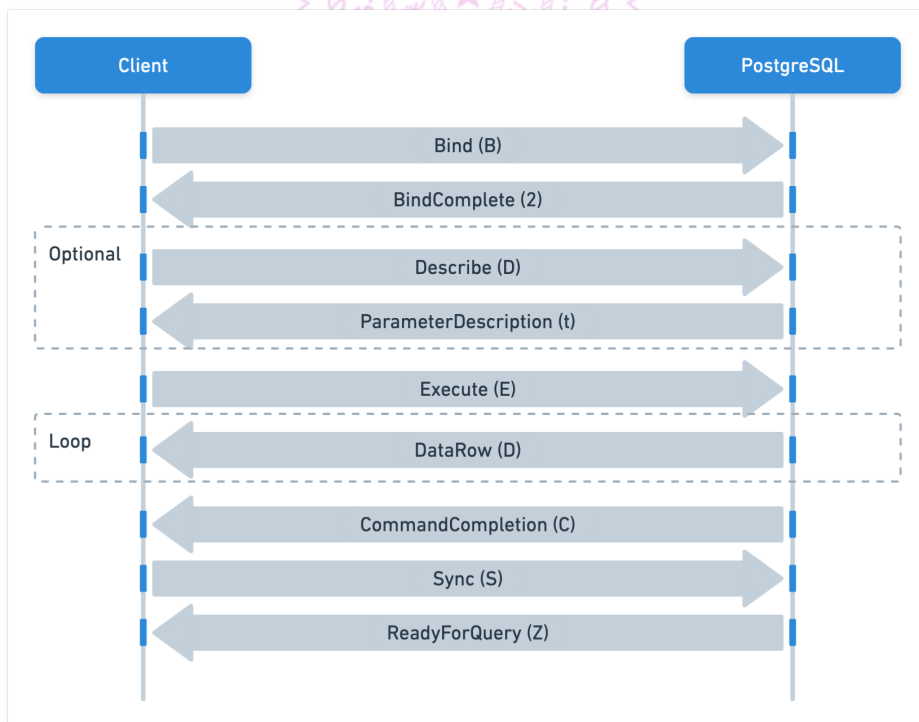 Client
PostgreSQL
Bind (B)
BindComplete (2)
Optional
Describe (D)
ParameterDescription (t)
Execute (E)
Loop
DataRow (D)
CommandCompletion (C)
Sync (S)
ReadyForQuery (Z)